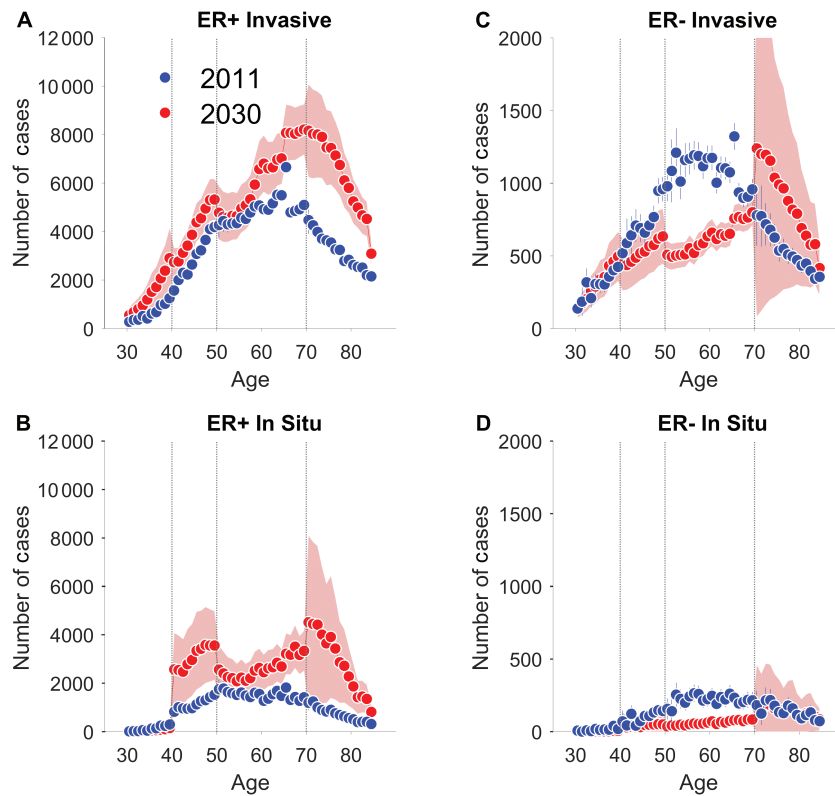 A ER+ Invasive
12 000
10 000
8000
6000
4000
2000
0
Number of cases
2011
2030
30 40 50 60 70 80
Age
C ER- Invasive
2000
1500
1000
500
0
Number of cases
30 40 50 60 70 80
Age
B ER+ In Situ
12 000
10 000
8000
6000
4000
2000
0
Number of cases
30 40 50 60 70 80
Age
D ER- In Situ
2000
1500
1000
500
0
Number of cases
30 40 50 60 70 80
Age